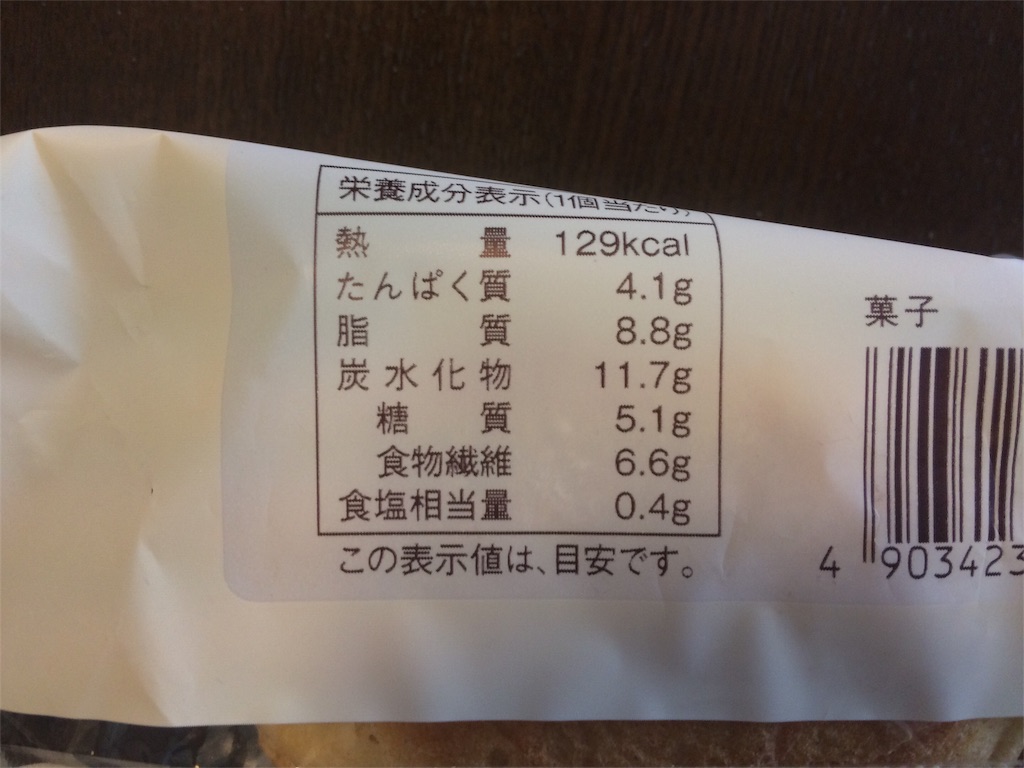 栄養成分表示(1個当たり)
熱量 129kcal
たんぱく質 4.1g
脂質 8.8g
炭水化物 11.7g
糖質 5.1g
食物繊維 6.6g
食塩相当量 0.4g
この表示値は、目安です。
菓子
4 903423